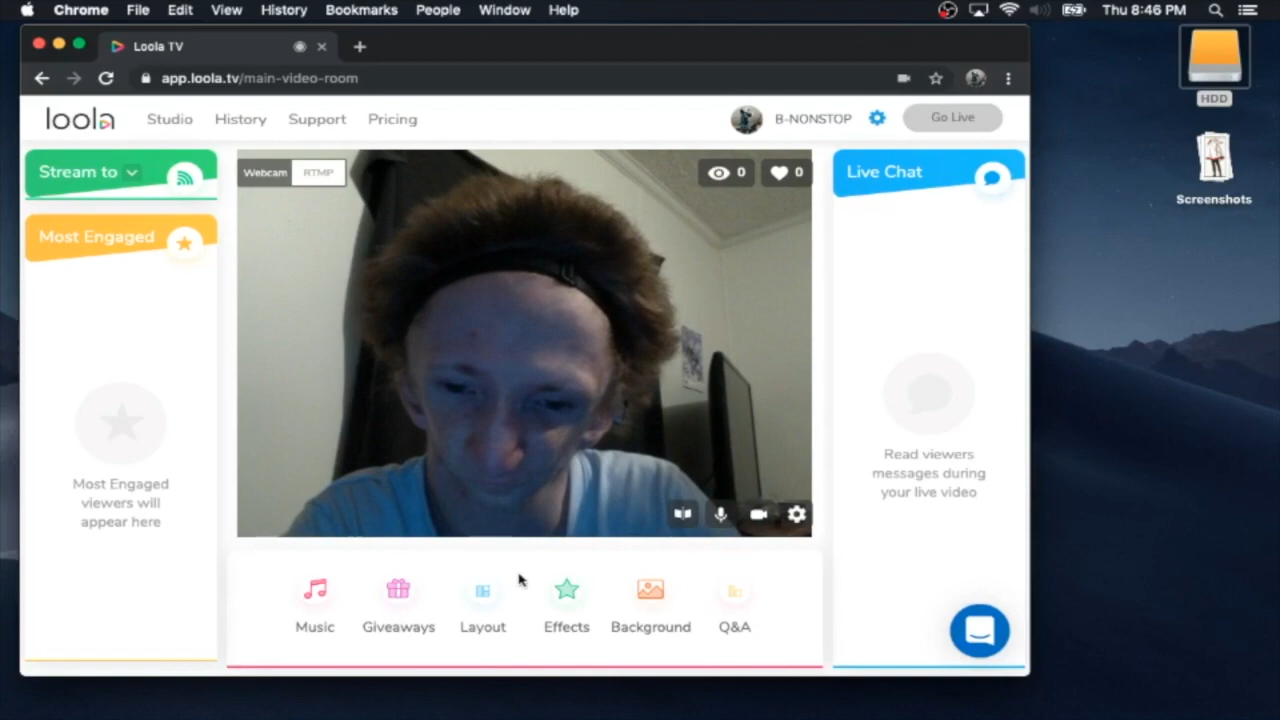 Chrome File Edit View History Bookmarks People Window Help Thu 8:46 PM
Loola TV
app.loola.tv/main-video-room
loola Studio History Support Pricing B-NONSTOP Go Live
Stream to
Most Engaged
Most Engaged
viewers will
appear here
Webcam RTMP 0 0
Music Giveaways Layout Effects Background Q&A
Live Chat
Read viewers
messages during
your live video
HDD
Screenshots